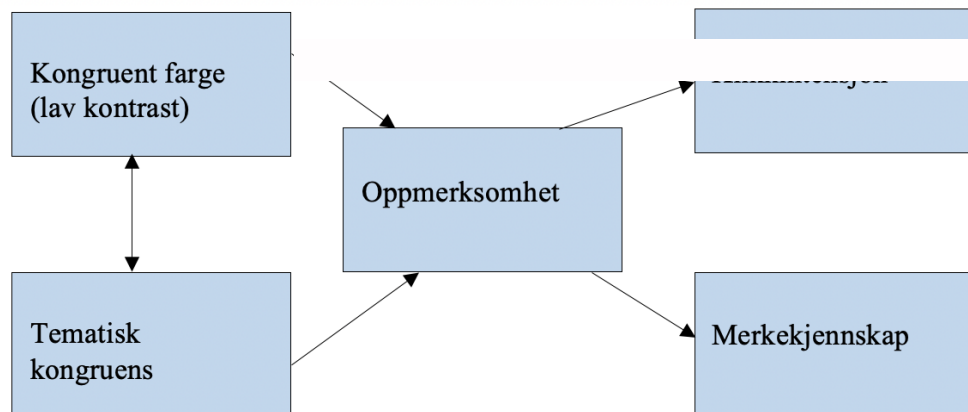 Kongruent farge
(lav kontrast)
Oppmerksomhet
Tematisk
kongruens
Merkekjennskap